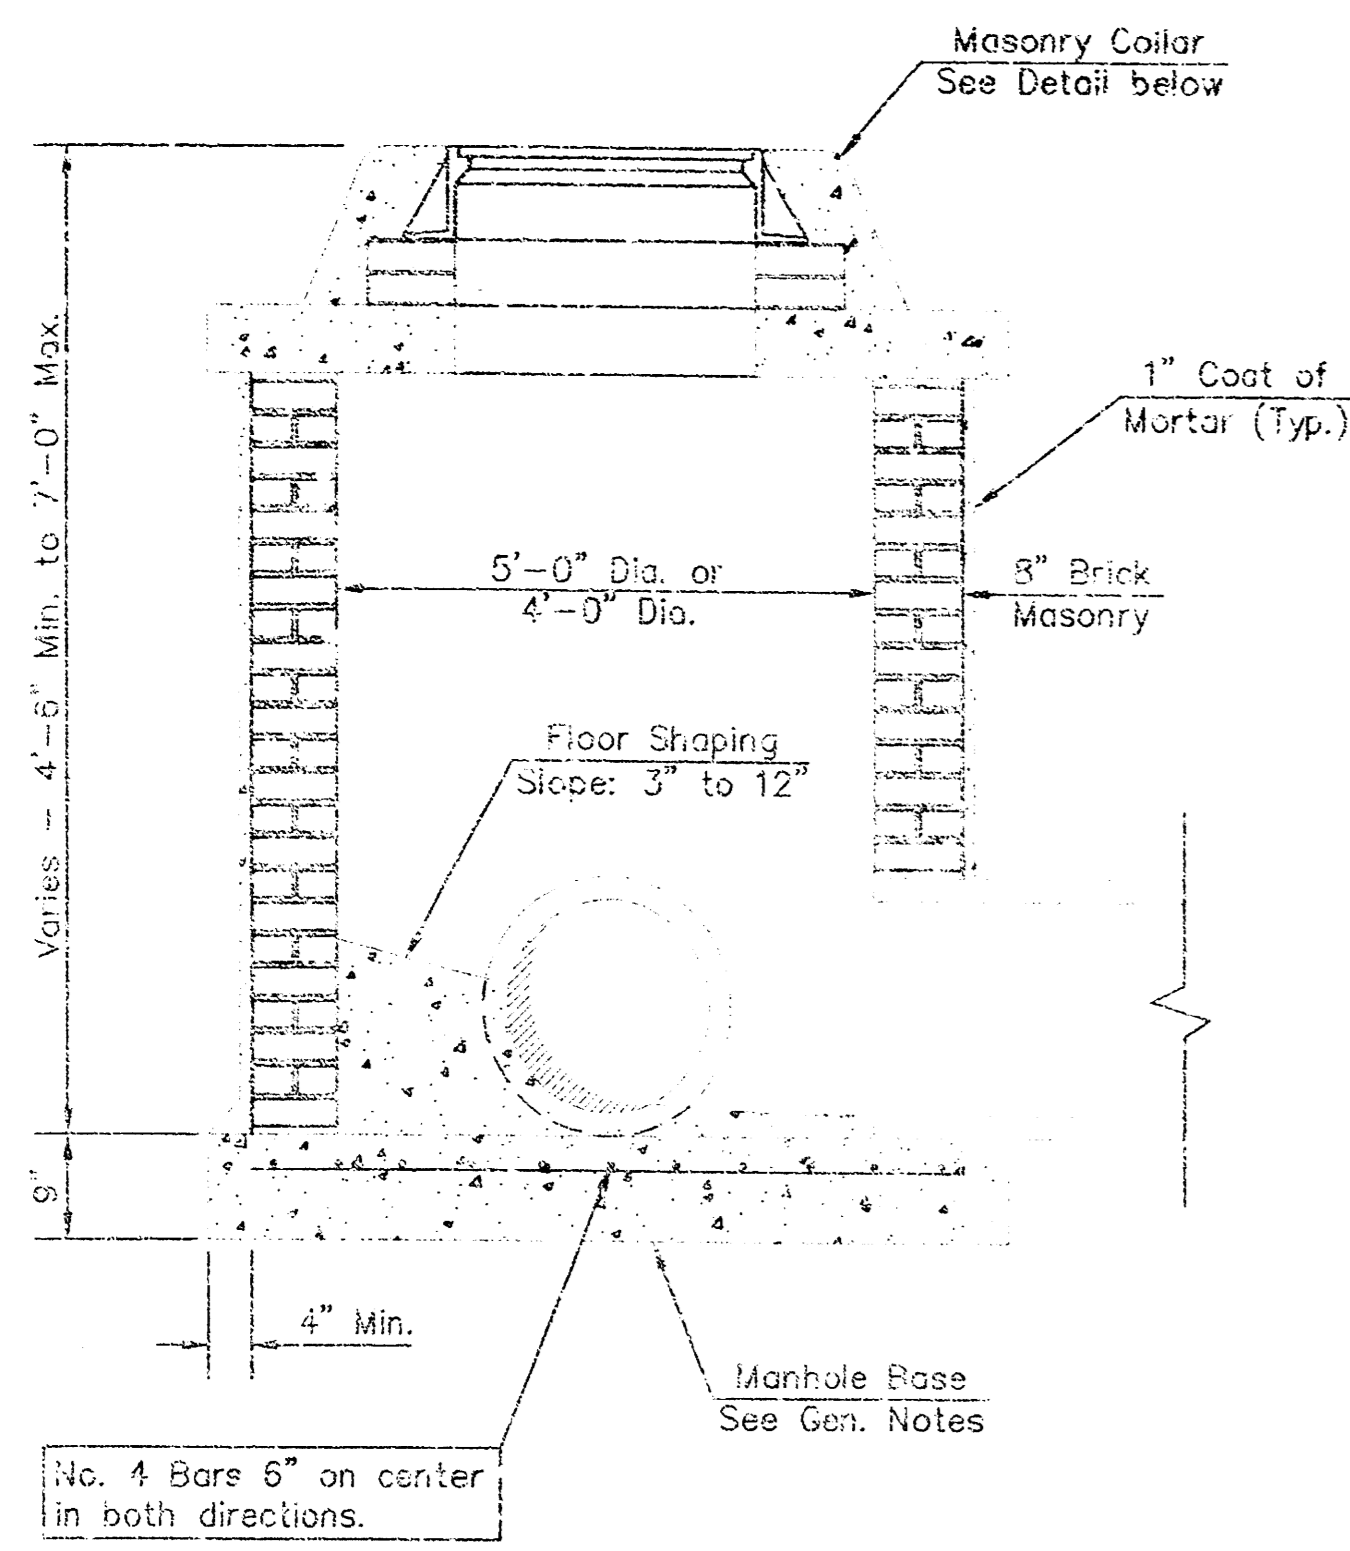 Masonry Collar
See Detail below
Varies - 4'-6" Min. to 7'-0" Max.
1" Coat of
Mortar (Typ.)
5'-0" Dia. or
4'-0" Dia.
8" Brick
Masonry
Floor Shaping
Slope: 3" to 12"
9"
4" Min.
Manhole Base
See Gen. Notes
No. 4 Bars 6" on center
in both directions.